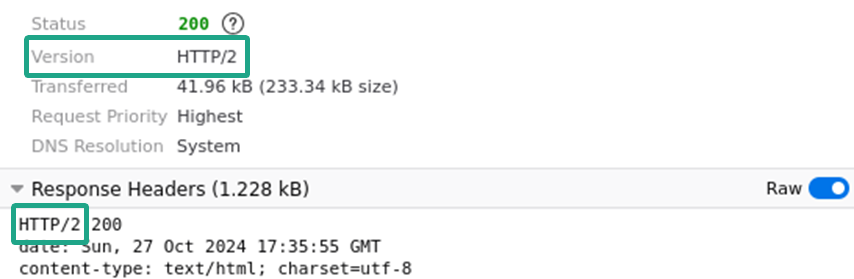 Status 200 ?
Version HTTP/2
Transferred 41.96 kB (233.34 kB size)
Request Priority Highest
DNS Resolution System
Response Headers (1.228 kB) Raw
HTTP/2 200
date: Sun, 27 Oct 2024 17:35:55 GMT
content-type: text/html; charset=utf-8